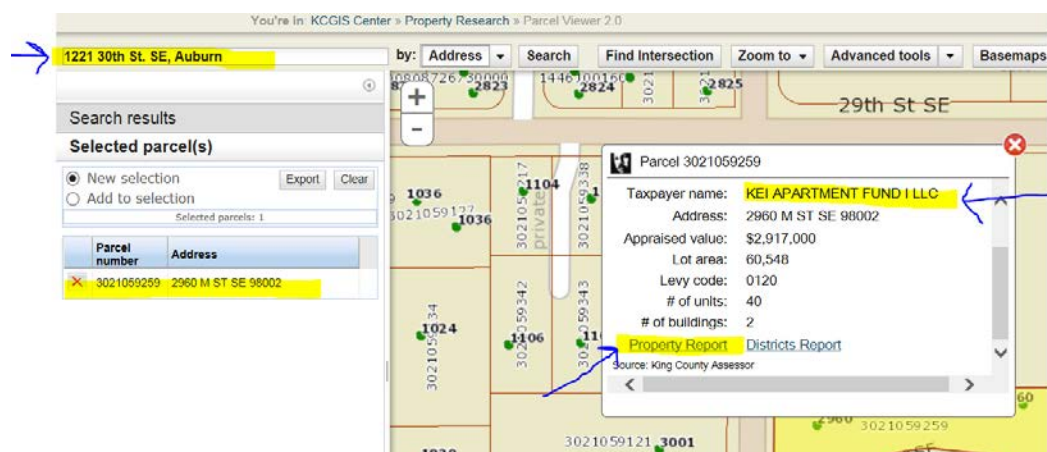 You're in: KCGIS Center » Property Research » Parcel Viewer 2.0
1221 30th St. SE, Auburn
by: Address Search Find Intersection Zoom to Advanced tools Basemaps
Search results
Selected parcel(s)
New selection Export Clear
Add to selection
Selected parcels: 1
Parcel number Address
3021059259 2960 M ST SE 98002
+
-
2823
2824
2825
29th St SE
1036
1036
1104
private
1024
1106
3021059342
3021059343
3021059338
3021059121 3001
2960 3021059259
Parcel 3021059259
Taxpayer name: KEI APARTMENT FUND I LLC
Address: 2960 M ST SE 98002
Appraised value: $2,917,000
Lot area: 60,548
Levy code: 0120
# of units: 40
# of buildings: 2
Property Report Districts Report
Source: King County Assessor